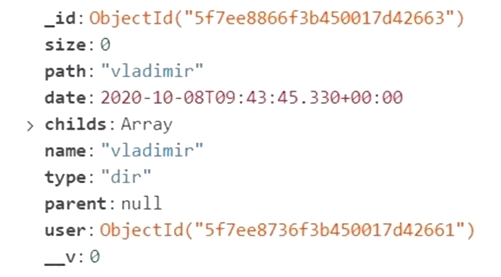 _id: ObjectId("5f7ee8866f3b450017d42663")
size: 0
path: "vladimir"
date: 2020-10-08T09:43:45.330+00:00
> childs: Array
name: "vladimir"
type: "dir"
parent: null
user: ObjectId("5f7ee8736f3b450017d42661")
__v: 0